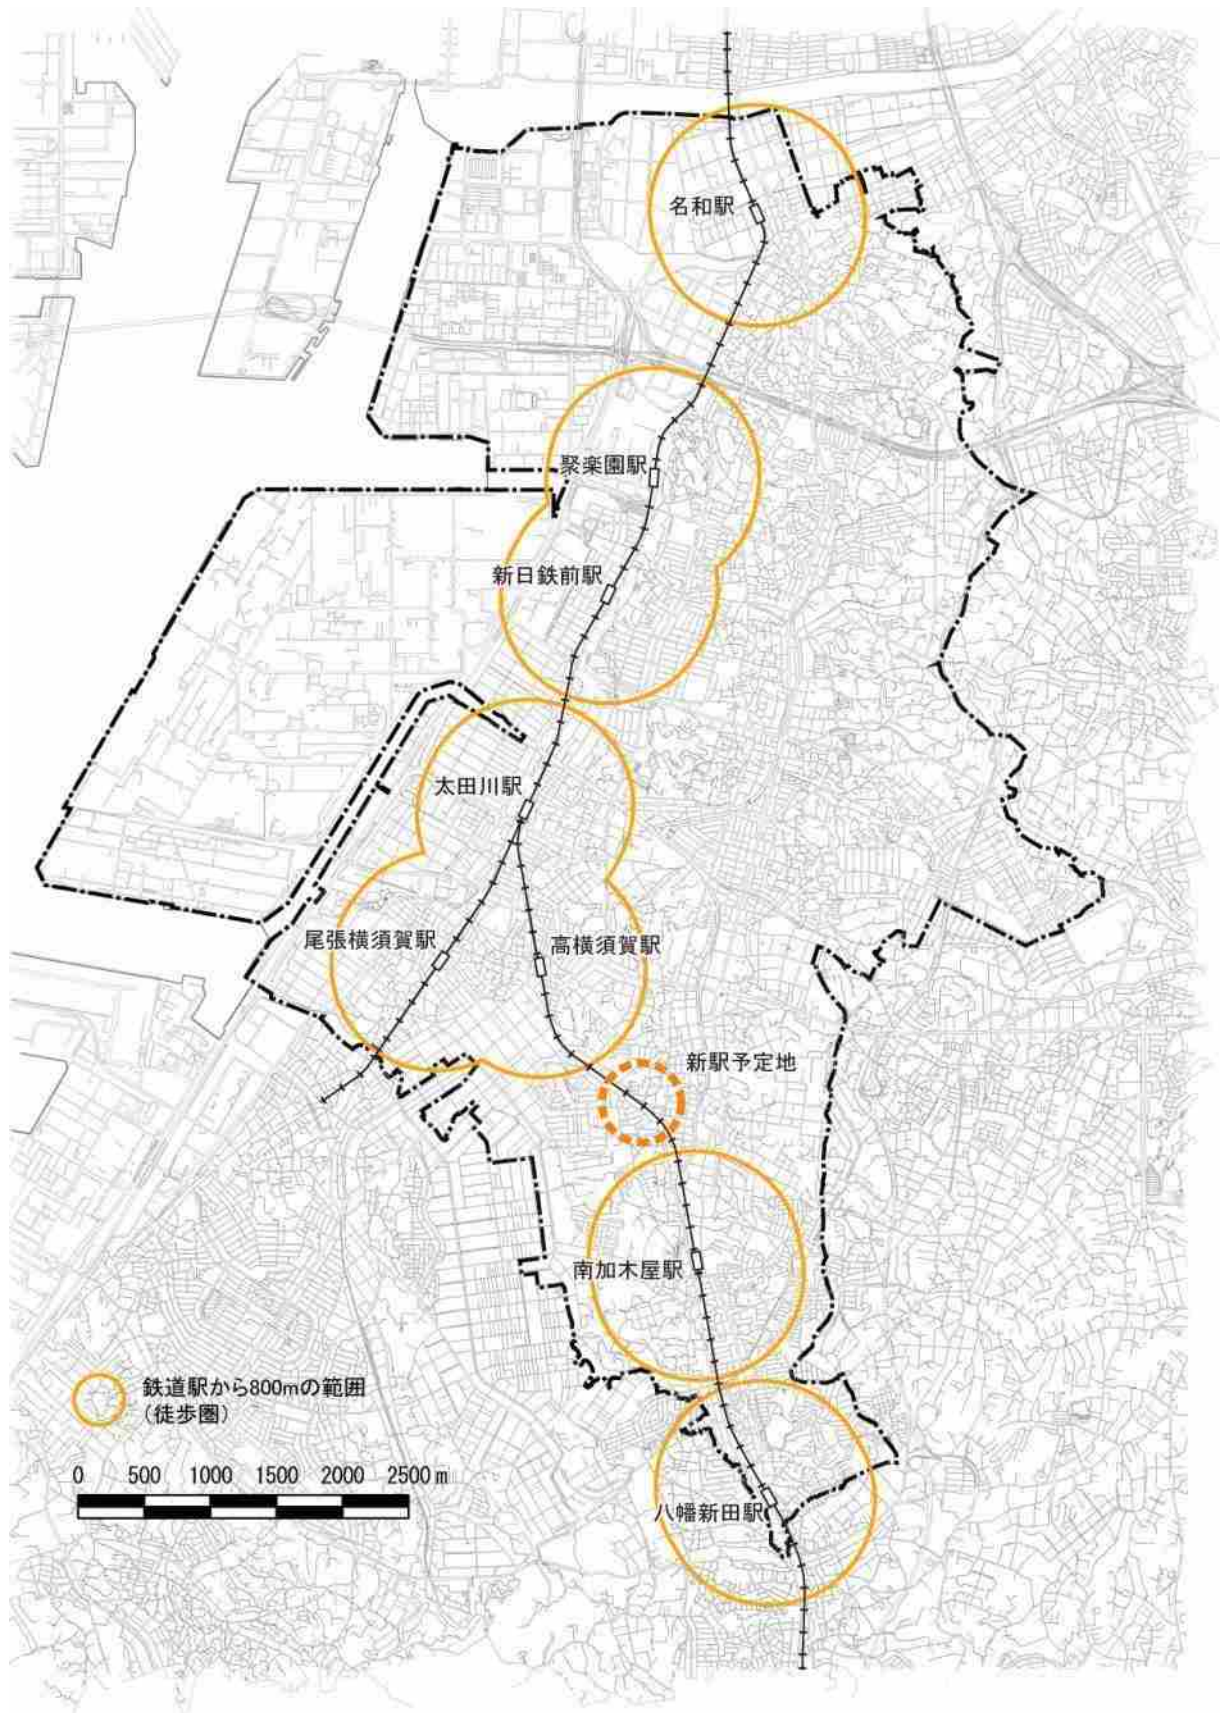 名和駅
聚楽園駅
新日鉄前駅
太田川駅
尾張横須賀駅
高横須賀駅
新駅予定地
南加木屋駅
鉄道駅から800mの範囲
（徒歩圏）
0 500 1000 1500 2000 2500 m
八幡新田駅